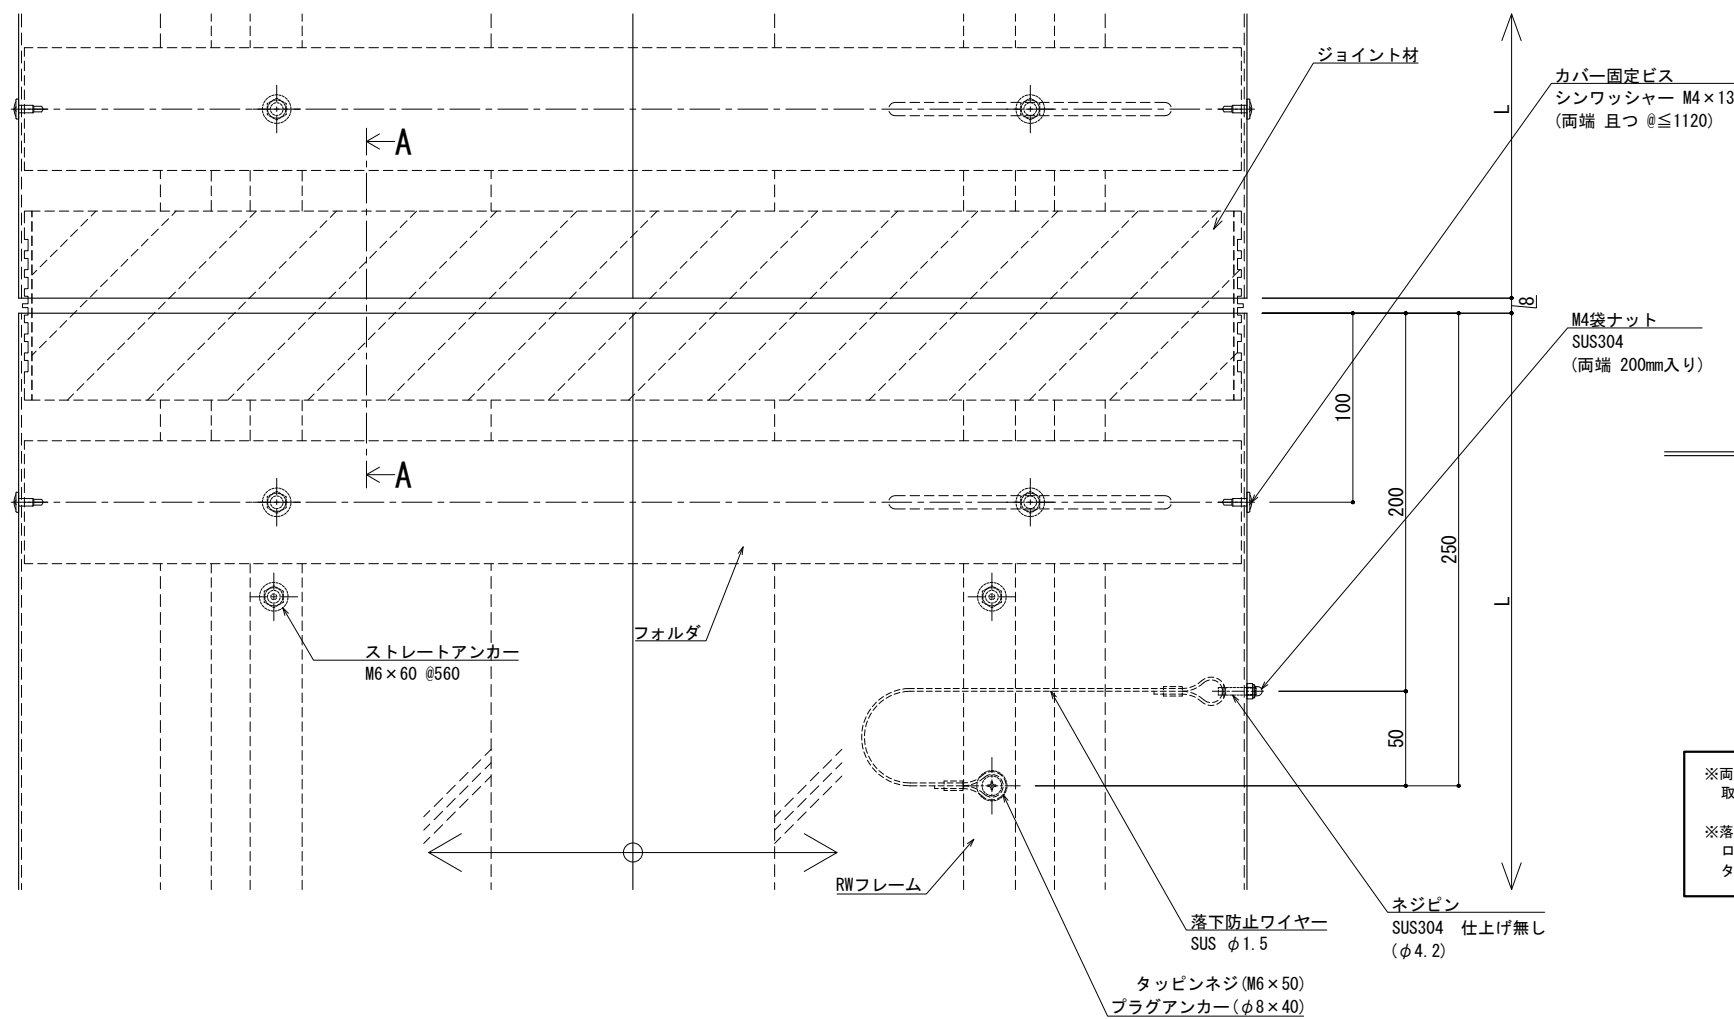 ジョイント材
カバー固定ビス
シンワッシャー M4×13
(両端 且つ @≦1120)
L
A
8
M4袋ナット
SUS304
(両端 200mm入り)
100
A
200
250
L
フォルダ
ストレートアンカー
M6×60 @560
50
※両
取
※落
ロ
タ
RWフレーム
ネジピン
SUS304 仕上げ無し
(φ4.2)
落下防止ワイヤー
SUS φ1.5
タッピンネジ(M6×50)
プラグアンカー(φ8×40)